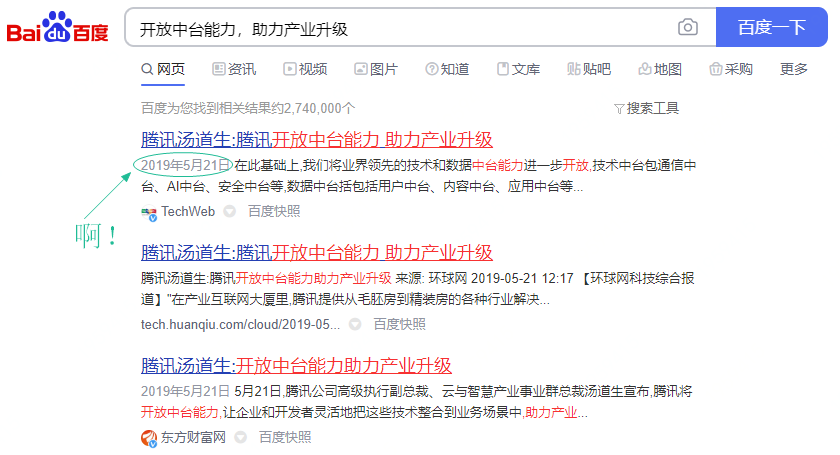 Bai du 百度 开放中台能力，助力产业升级 百度一下
网页 资讯 视频 图片 知道 文库 贴吧 地图 采购 更多
百度为您找到相关结果约2,740,000个 搜索工具
腾讯汤道生:腾讯开放中台能力 助力产业升级
2019年5月21日 在此基础上,我们将业界领先的技术和数据中台能力进一步开放,技术中台包通信中
台、AI中台、安全中台等,数据中台括包括用户中台、内容中台、应用中台等...
TechWeb 百度快照
啊！
腾讯汤道生:腾讯开放中台能力 助力产业升级
腾讯汤道生:腾讯开放中台能力助力产业升级 来源: 环球网 2019-05-21 12:17 【环球网科技综合报
道】"在产业互联网大厦里,腾讯提供从毛胚房到精装房的各种行业解决...
tech.huanqiu.com/cloud/2019-05... 百度快照
腾讯汤道生:开放中台能力助力产业升级
2019年5月21日 5月21日,腾讯公司高级执行副总裁、云与智慧产业事业群总裁汤道生宣布,腾讯将
开放中台能力,让企业和开发者灵活地把这些技术整合到业务场景中,助力产业...
东方财富网 百度快照